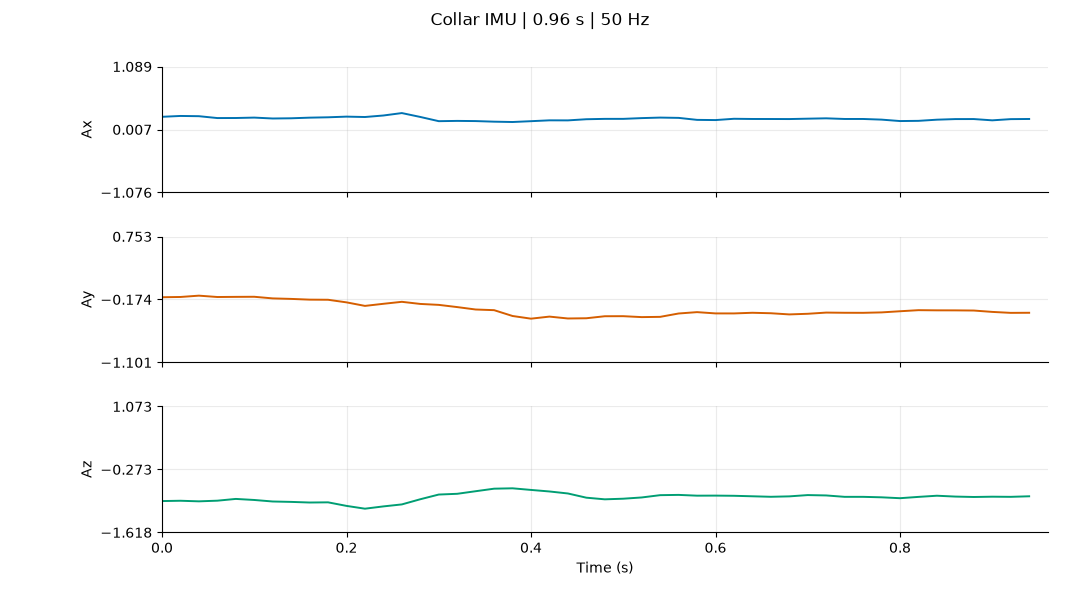 Collar IMU | 0.96 s | 50 Hz
1.089
0.007
−1.076
Ax
0.753
−0.174
−1.101
Ay
1.073
−0.273
−1.618
Az
0.0 0.2 0.4 0.6 0.8
Time (s)